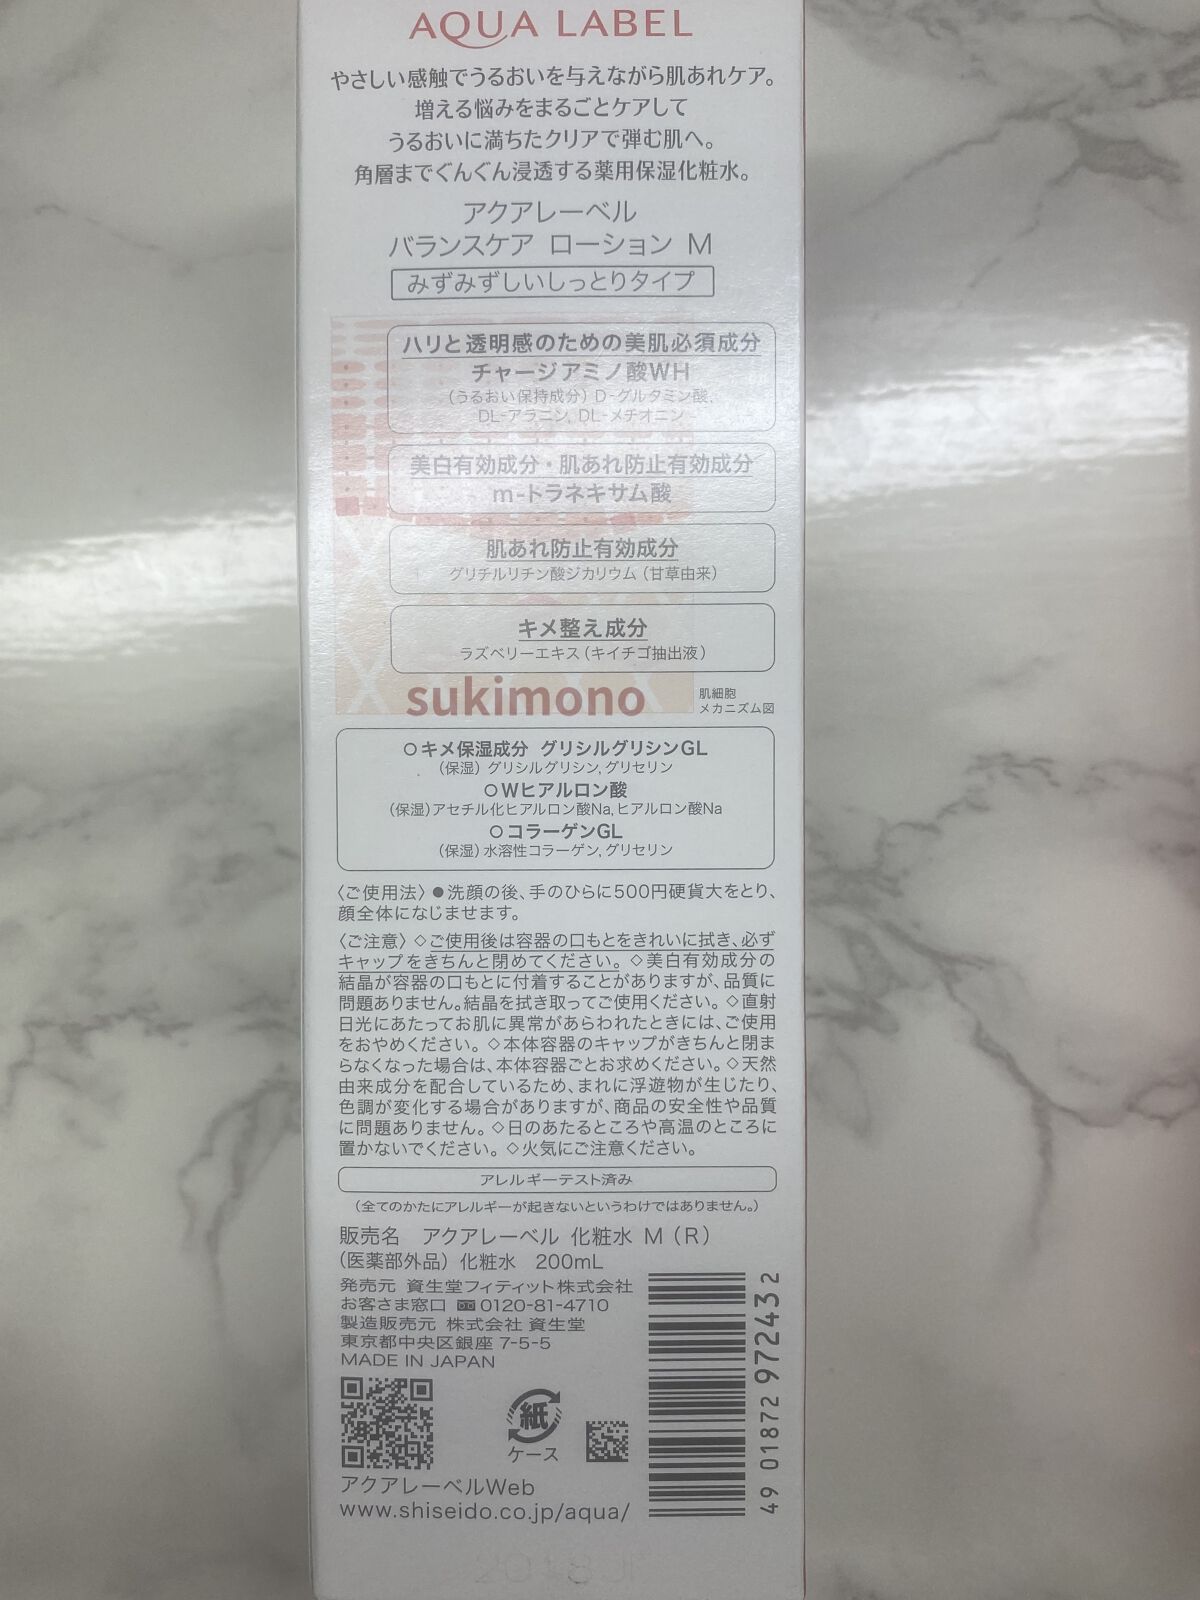 AQUA LABEL
やさしい感触でうるおいを与えながら肌あれケア。
増える悩みをまるごとケアして
うるおいに満ちたクリアで弾む肌へ。
角層までぐんぐん浸透する薬用保湿化粧水。
アクアレーベル
バランスケア ローション M
みずみずしいしっとりタイプ
ハリと透明感のための美肌必須成分
チャージアミノ酸WH
（うるおい保持成分）D-グルタミン酸,
DL-アラニン, DL-メチオニン
美白有効成分・肌あれ防止有効成分
m-トラネキサム酸
肌あれ防止有効成分
グリチルリチン酸ジカリウム（甘草由来）
キメ整え成分
ラズベリーエキス（キイチゴ抽出液）
sukimono
肌細胞
メカニズム図
○キメ保湿成分 グリシルグリシンGL
（保湿）グリシルグリシン, グリセリン
○Wヒアルロン酸
（保湿）アセチル化ヒアルロン酸Na, ヒアルロン酸Na
○コラーゲンGL
（保湿）水溶性コラーゲン, グリセリン
〈ご使用法〉●洗顔の後、手のひらに500円硬貨大をとり、
顔全体になじませます。
〈ご注意〉◇ご使用後は容器の口もとをきれいに拭き、必ず
キャップをきちんと閉めてください。◇美白有効成分の
結晶が容器の口もとに付着することがありますが、品質に
問題ありません。結晶を拭き取ってご使用ください。◇直射
日光にあたってお肌に異常があらわれたときには、ご使用
をおやめください。◇本体容器のキャップがきちんと閉ま
らなくなった場合は、本体容器ごとお求めください。◇天然
由来成分を配合しているため、まれに浮遊物が生じたり、
色調が変化する場合がありますが、商品の安全性や品質
に問題ありません。◇日のあたるところや高温のところに
置かないでください。◇火気にご注意ください。
アレルギーテスト済み
（全てのかたにアレルギーが起きないというわけではありません。）
販売名 アクアレーベル 化粧水 M（R）
（医薬部外品）化粧水 200mL
発売元 資生堂フィティット株式会社
お客さま窓口 0120-81-4710
製造販売元 株式会社 資生堂
東京都中央区銀座 7-5-5
MADE IN JAPAN
紙
ケース
アクアレーベルWeb
www.shiseido.co.jp/aqua/
49 01872 972432